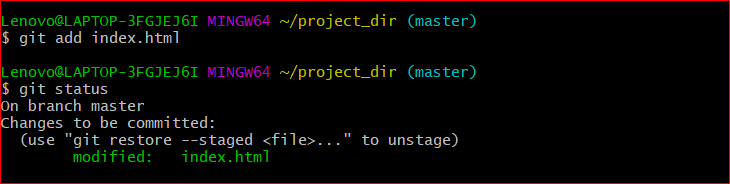 Lenovo@LAPTOP-3FGJEJ6I MINGW64 ~/project_dir (master)
$ git add index.html
Lenovo@LAPTOP-3FGJEJ6I MINGW64 ~/project_dir (master)
$ git status
On branch master
Changes to be committed:
  (use "git restore --staged <file>..." to unstage)
        modified:   index.html